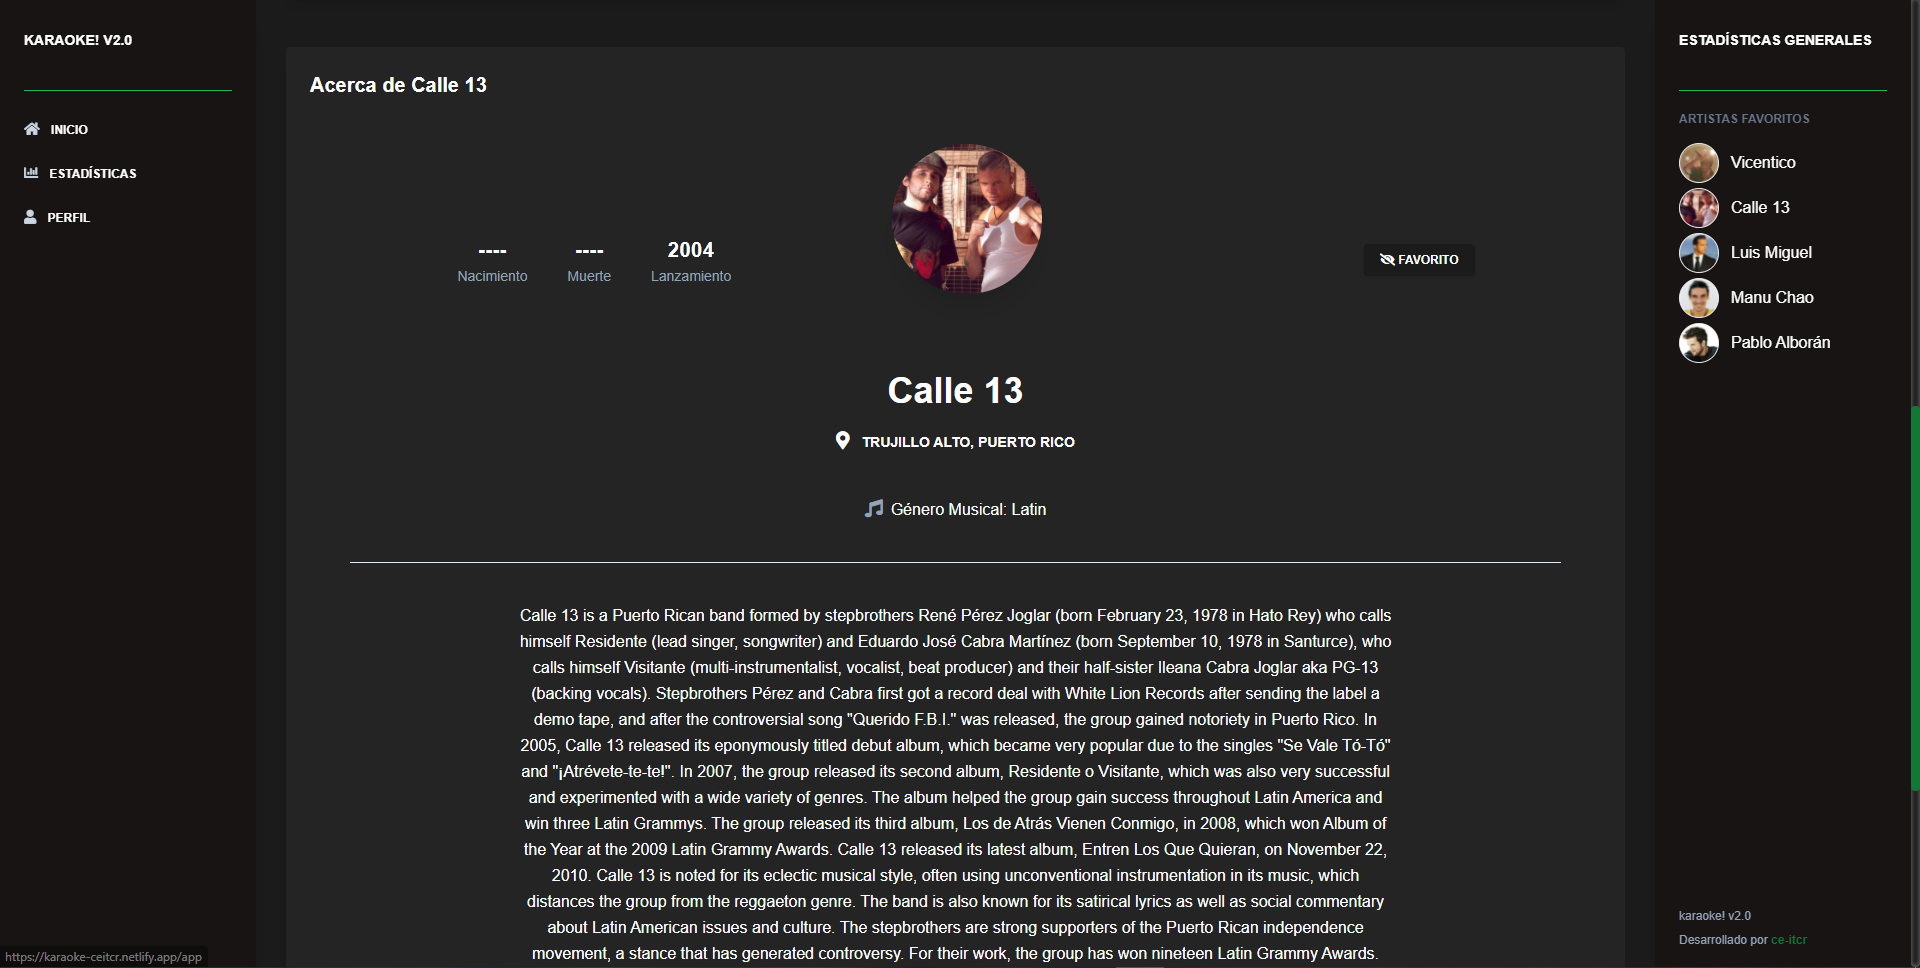 KARAOKE! V2.0
INICIO
ESTADÍSTICAS
PERFIL
Acerca de Calle 13
---- ---- 2004
Nacimiento Muerte Lanzamiento
FAVORITO
Calle 13
TRUJILLO ALTO, PUERTO RICO
Género Musical: Latin
Calle 13 is a Puerto Rican band formed by stepbrothers René Pérez Joglar (born February 23, 1978 in Hato Rey) who calls
himself Residente (lead singer, songwriter) and Eduardo José Cabra Martínez (born September 10, 1978 in Santurce), who
calls himself Visitante (multi-instrumentalist, vocalist, beat producer) and their half-sister Ileana Cabra Joglar aka PG-13
(backing vocals). Stepbrothers Pérez and Cabra first got a record deal with White Lion Records after sending the label a
demo tape, and after the controversial song "Querido F.B.I." was released, the group gained notoriety in Puerto Rico. In
2005, Calle 13 released its eponymously titled debut album, which became very popular due to the singles "Se Vale Tó-Tó"
and "¡Atrévete-te-te!". In 2007, the group released its second album, Residente o Visitante, which was also very successful
and experimented with a wide variety of genres. The album helped the group gain success throughout Latin America and
win three Latin Grammys. The group released its third album, Los de Atrás Vienen Conmigo, in 2008, which won Album of
the Year at the 2009 Latin Grammy Awards. Calle 13 released its latest album, Entren Los Que Quieran, on November 22,
2010. Calle 13 is noted for its eclectic musical style, often using unconventional instrumentation in its music, which
distances the group from the reggaeton genre. The band is also known for its satirical lyrics as well as social commentary
about Latin American issues and culture. The stepbrothers are strong supporters of the Puerto Rican independence
movement, a stance that has generated controversy. For their work, the group has won nineteen Latin Grammy Awards.
ESTADÍSTICAS GENERALES
ARTISTAS FAVORITOS
Vicentico
Calle 13
Luis Miguel
Manu Chao
Pablo Alborán
karaoke! v2.0
Desarrollado por ce-itcr
https://karaoke-ceitcr.netlify.app/app